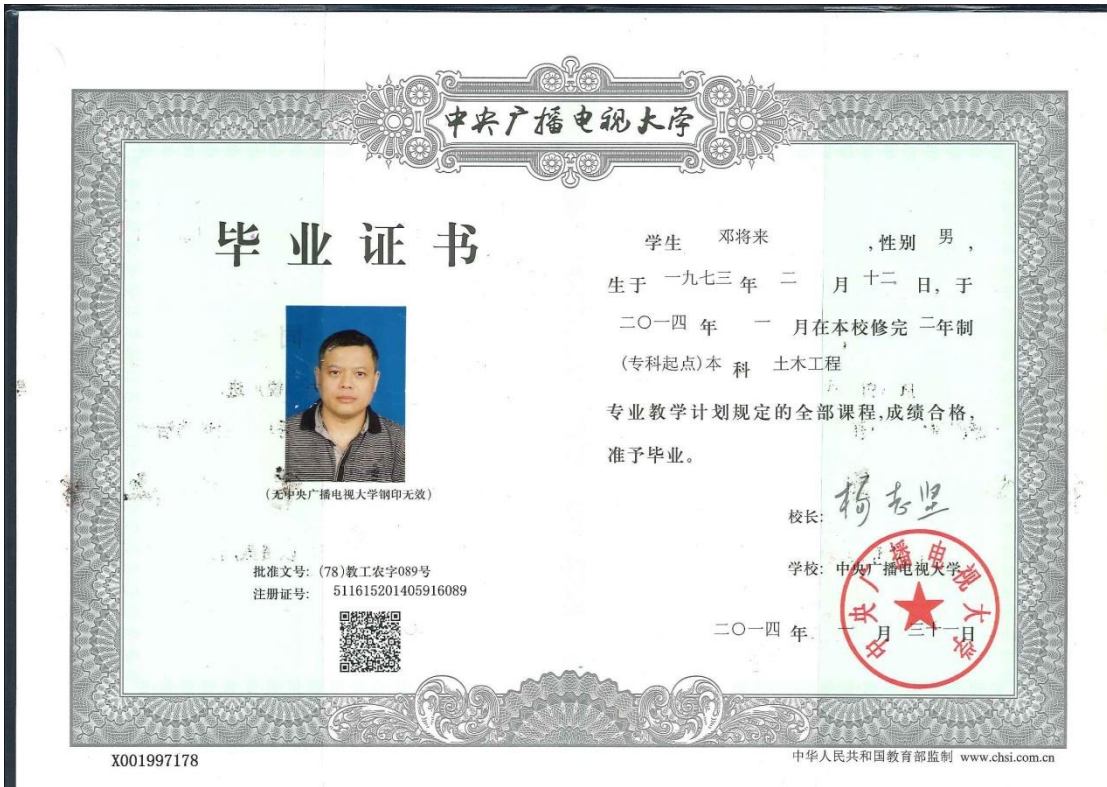 中央广播电视大学
毕业证书
(无中央广播电视大学钢印无效)
批准文号: (78)教工农字089号
注册证号: 511615201405916089
X001997178
学生 邓将来 ,性别 男 ,
生于 一九七三 年 二 月 十二 日, 于
二〇一四 年 一 月在本校修完 二年制
(专科起点)本 科 土木工程
专业教学计划规定的全部课程,成绩合格,
准予毕业。
校长: 杨志坚
学校: 中央广播电视大学
二〇一四 年 一 月 三十一日
中央广播电视大学
中华人民共和国教育部监制 www.chsi.com.cn